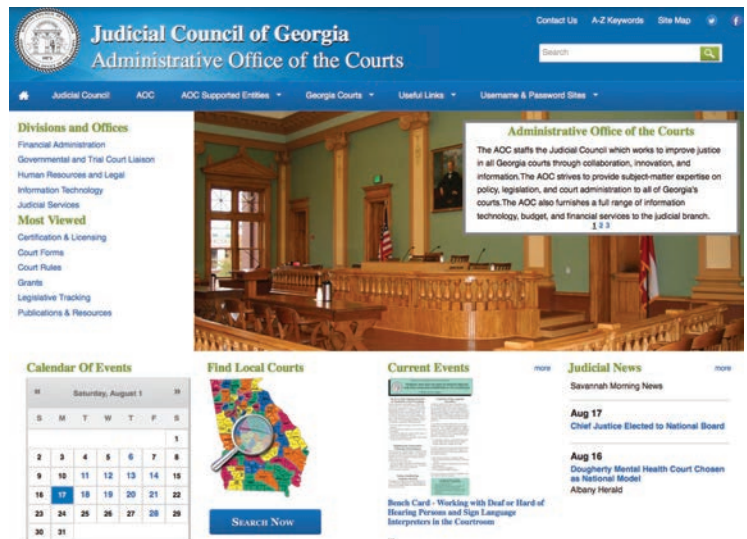 Judicial Council of Georgia
Administrative Office of the Courts
Contact Us A-Z Keywords Site Map
Search
Judicial Council AOC AOC Supported Entities Georgia Courts Useful Links Username & Password Sites
Divisions and Offices
Financial Administration
Governmental and Trial Court Liaison
Human Resources and Legal
Information Technology
Judicial Services
Most Viewed
Certification & Licensing
Court Forms
Court Rules
Grants
Legislative Tracking
Publications & Resources
Administrative Office of the Courts
The AOC staffs the Judicial Council which works to improve justice
in all Georgia courts through collaboration, innovation, and
information.The AOC strives to provide subject-matter expertise on
policy, legislation, and court administration to all of Georgia's
courts.The AOC also furnishes a full range of information
technology, budget, and financial services to the judicial branch.
1 2 3
Calendar Of Events
« Saturday, August 1 »
S M T W T F S
1
2 3 4 5 6 7 8
9 10 11 12 13 14 15
16 17 18 19 20 21 22
23 24 25 26 27 28 29
30 31
Find Local Courts
Search Now
Current Events more
Bench Card - Working with Deaf or Hard of
Hearing Persons and Sign Language
Interpreters in the Courtroom
Judicial News more
Savannah Morning News
Aug 17
Chief Justice Elected to National Board
Aug 16
Dougherty Mental Health Court Chosen
as National Model
Albany Herald